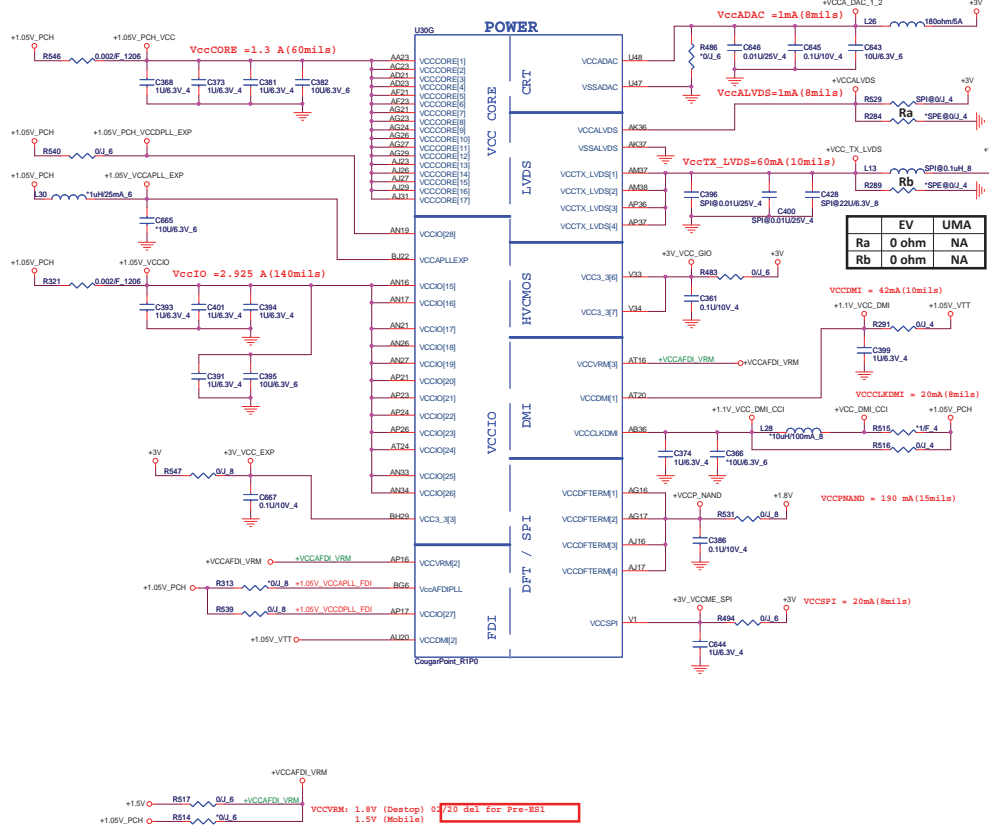 POWER
U30G
CougarPoint_R1P0
+1.05V_PCH
+1.05V_PCH_VCC
VccCORE =1.3 A(60mils)
R546
0.002/F_1206
C368
1U/6.3V_4
C373
1U/6.3V_4
C381
1U/6.3V_4
C382
10U/6.3V_6
+1.05V_PCH
+1.05V_PCH_VCCDPLL_EXP
R540
0/J_6
+1.05V_PCH
+1.05V_VCCAPLL_EXP
L30
*1uH/25mA_6
C665
*10U/6.3V_6
+1.05V_PCH
+1.05V_VCCIO
VccIO =2.925 A(140mils)
R321
0.002/F_1206
C393
1U/6.3V_4
C401
1U/6.3V_4
C394
1U/6.3V_4
C391
1U/6.3V_4
C395
10U/6.3V_6
+3V
+3V_VCC_EXP
R547
0/J_8
C667
0.1U/10V_4
+VCCAFDI_VRM
+VCCAFDI_VRM
+1.05V_PCH
R313
*0/J_8
+1.05V_VCCAPLL_FDI
R539
0/J_8
+1.05V_VCCDPLL_FDI
+1.05V_VTT
AA23 VCCCORE[1]
AC23 VCCCORE[2]
AD21 VCCCORE[3]
AD23 VCCCORE[4]
AF21 VCCCORE[5]
AF23 VCCCORE[6]
AG21 VCCCORE[7]
AG23 VCCCORE[8]
AG24 VCCCORE[9]
AG26 VCCCORE[10]
AG27 VCCCORE[11]
AG29 VCCCORE[12]
AJ23 VCCCORE[13]
AJ26 VCCCORE[14]
AJ27 VCCCORE[15]
AJ29 VCCCORE[16]
AJ31 VCCCORE[17]
AN19 VCCIO[28]
BJ22 VCCAPLLEXP
AN16 VCCIO[15]
AN17 VCCIO[16]
AN21 VCCIO[17]
AN26 VCCIO[18]
AN27 VCCIO[19]
AP21 VCCIO[20]
AP23 VCCIO[21]
AP24 VCCIO[22]
AP26 VCCIO[23]
AT24 VCCIO[24]
AN33 VCCIO[25]
AN34 VCCIO[26]
BH29 VCC3_3[3]
AP16 VCCVRM[2]
BG6 VccAFDIPLL
AP17 VCCIO[27]
AU20 VCCDMI[2]
VCC CORE
VCCIO
FDI
CRT
LVDS
HVCMOS
DMI
DFT / SPI
VCCADAC U48
VSSADAC U47
VCCALVDS AK36
VSSALVDS AK37
VCCTX_LVDS[1] AM37
VCCTX_LVDS[2] AM38
VCCTX_LVDS[3] AP36
VCCTX_LVDS[4] AP37
VCC3_3[6] V33
VCC3_3[7] V34
VCCVRM[3] AT16
VCCDMI[1] AT20
VCCCLKDMI AB36
VCCDFTERM[1] AG16
VCCDFTERM[2] AG17
VCCDFTERM[3] AJ16
VCCDFTERM[4] AJ17
VCCSPI V1
VccADAC =1mA(8mils)
+VCCA_DAC_1_2
+3V
L26
180ohm/5A
R486
*0/J_6
C646
0.01U/25V_4
C645
0.1U/10V_4
C643
10U/6.3V_6
VccALVDS=1mA(8mils)
+VCCALVDS
+3V
R529
SPI@0/J_4
Ra
R284
*SPE@0/J_4
VccTX_LVDS=60mA(10mils)
+VCC_TX_LVDS
L13
SPI@0.1uH_8
Rb
R289
*SPE@0/J_4
C396
SPI@0.01U/25V_4
C400
SPI@0.01U/25V_4
C428
SPI@22U/6.3V_8
EV UMA
Ra 0 ohm NA
Rb 0 ohm NA
+3V_VCC_GIO
+3V
R483
0/J_6
C361
0.1U/10V_4
+VCCAFDI_VRM
+VCCAFDI_VRM
VCCDMI = 42mA(10mils)
+1.1V_VCC_DMI
+1.05V_VTT
R291
0/J_4
C399
1U/6.3V_4
VCCCLKDMI = 20mA(8mils)
+1.1V_VCC_DMI_CCI
+VCC_DMI_CCI
+1.05V_PCH
L28
*10uH/100mA_8
R515
*1/F_4
R516
0/J_4
C374
1U/6.3V_4
C366
*10U/6.3V_6
+VCCP_NAND
+1.8V
VCCPNAND = 190 mA(15mils)
R531
0/J_8
C386
0.1U/10V_4
+3V_VCCME_SPI
+3V
VCCSPI = 20mA(8mils)
R494
0/J_6
C644
1U/6.3V_4
+VCCAFDI_VRM
+1.5V
R517
0/J_6
+VCCAFDI_VRM
+1.05V_PCH
R514
*0/J_6
VCCVRM: 1.8V (Destop) 02/20 del for Pre-ES1
1.5V (Mobile)